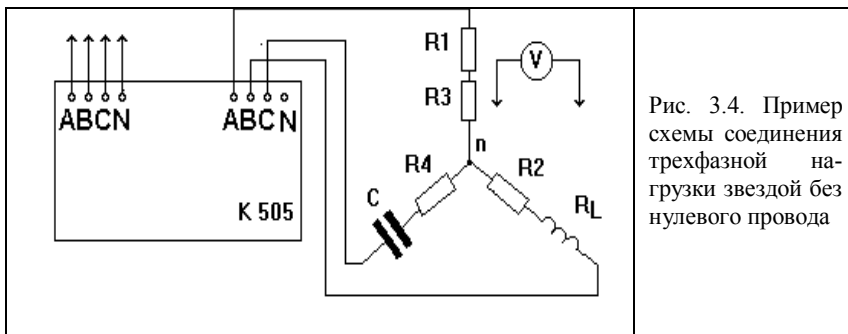 R1
V
R3
ABCN
ABCN
n
R4
R2
C
RL
K 505
Рис. 3.4. Пример
схемы соединения
трехфазной на-
грузки звездой без
нулевого провода